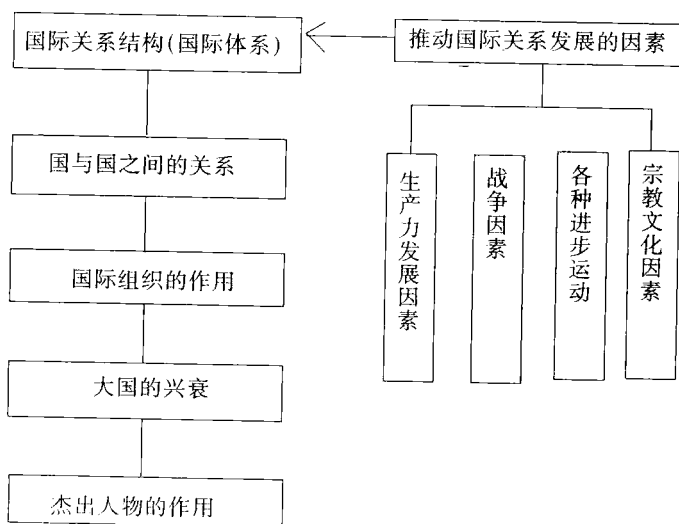 国际关系结构(国际体系)
推动国际关系发展的因素
国与国之间的关系
国际组织的作用
大国的兴衰
杰出人物的作用
生产力发展因素
战争因素
各种进步运动
宗教文化因素